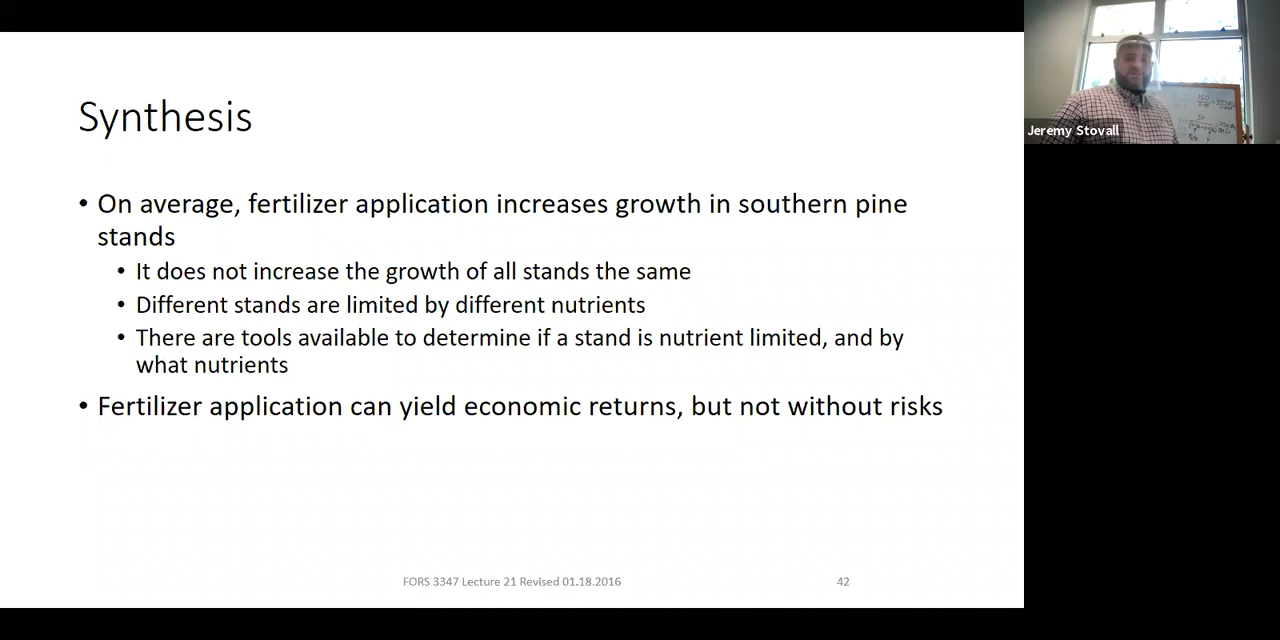 Synthesis
• On average, fertilizer application increases growth in southern pine
stands
• It does not increase the growth of all stands the same
• Different stands are limited by different nutrients
• There are tools available to determine if a stand is nutrient limited, and by
what nutrients
• Fertilizer application can yield economic returns, but not without risks
FORS 3347 Lecture 21 Revised 01.18.2016
42
Jeremy Stovall